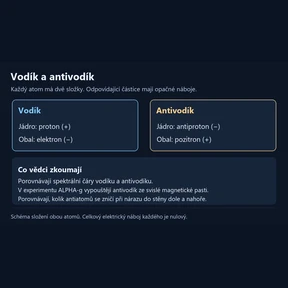 Vodík a antivodík
Každý atom má dvě složky. Odpovídající částice mají opačné náboje.
Vodík
Jádro: proton (+)
Obal: elektron (−)
Antivodík
Jádro: antiproton (−)
Obal: pozitron (+)
Co vědci zkoumají
Porovnávají spektrální čáry vodíku a antivodíku.
V experimentu ALPHA-g vypouštějí antivodík ze svislé magnetické pasti.
Porovnávají, kolik antiatomů se zničí při nárazu do stěny dole a nahoře.
Schéma složení obou atomů. Celkový elektrický náboj každého je nulový.